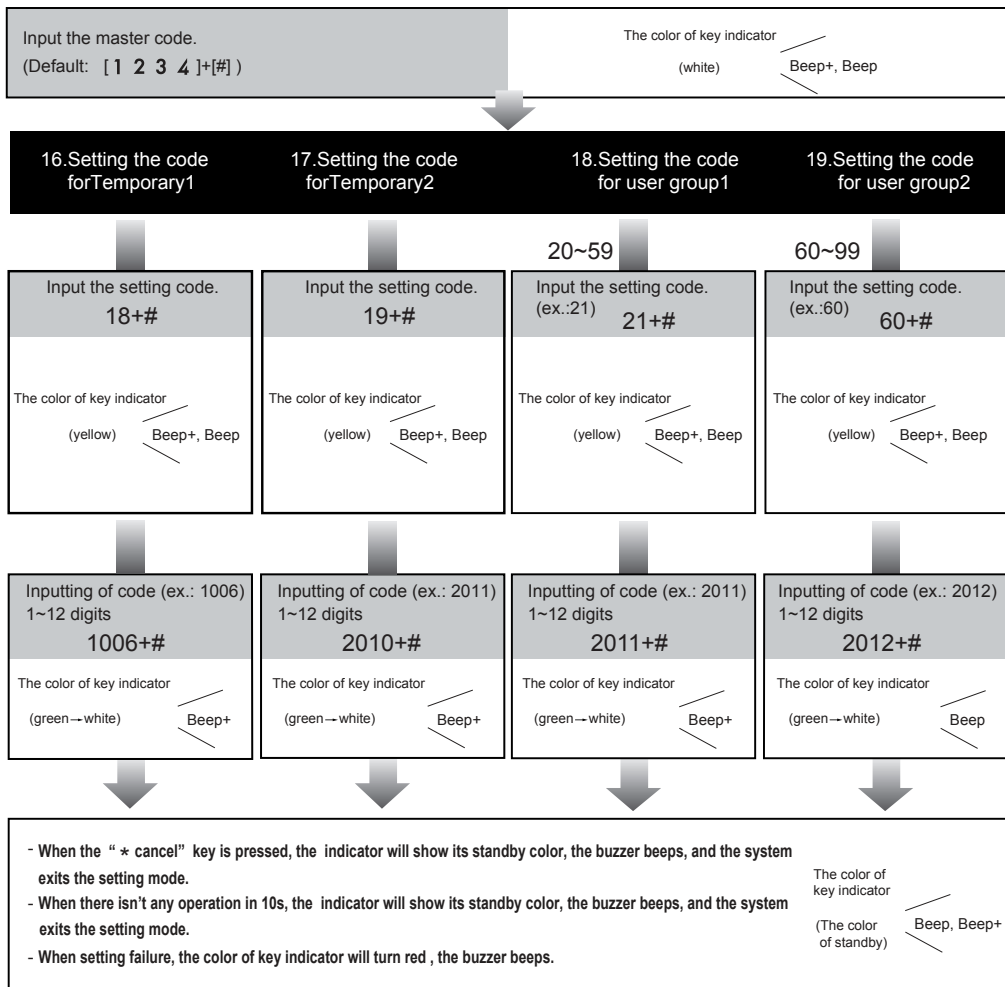 Input the master code.
(Default: [1 2 3 4]+[#] )
The color of key indicator
(white)
Beep+, Beep
16.Setting the code
forTemporary1
17.Setting the code
forTemporary2
18.Setting the code
for user group1
19.Setting the code
for user group2
20~59
60~99
Input the setting code.
18+#
Input the setting code.
19+#
Input the setting code.
(ex.:21)
21+#
Input the setting code.
(ex.:60)
60+#
The color of key indicator
(yellow)
Beep+, Beep
The color of key indicator
(yellow)
Beep+, Beep
The color of key indicator
(yellow)
Beep+, Beep
The color of key indicator
(yellow)
Beep+, Beep
Inputting of code (ex.: 1006)
1~12 digits
1006+#
Inputting of code (ex.: 2011)
1~12 digits
2010+#
Inputting of code (ex.: 2011)
1~12 digits
2011+#
Inputting of code (ex.: 2012)
1~12 digits
2012+#
The color of key indicator
(green→white)
Beep+
The color of key indicator
(green→white)
Beep+
The color of key indicator
(green→white)
Beep+
The color of key indicator
(green→white)
Beep
- When the “ * cancel” key is pressed, the indicator will show its standby color, the buzzer beeps, and the system
exits the setting mode.
- When there isn’t any operation in 10s, the indicator will show its standby color, the buzzer beeps, and the system
exits the setting mode.
- When setting failure, the color of key indicator will turn red , the buzzer beeps.
The color of
key indicator
(The color
of standby)
Beep, Beep+